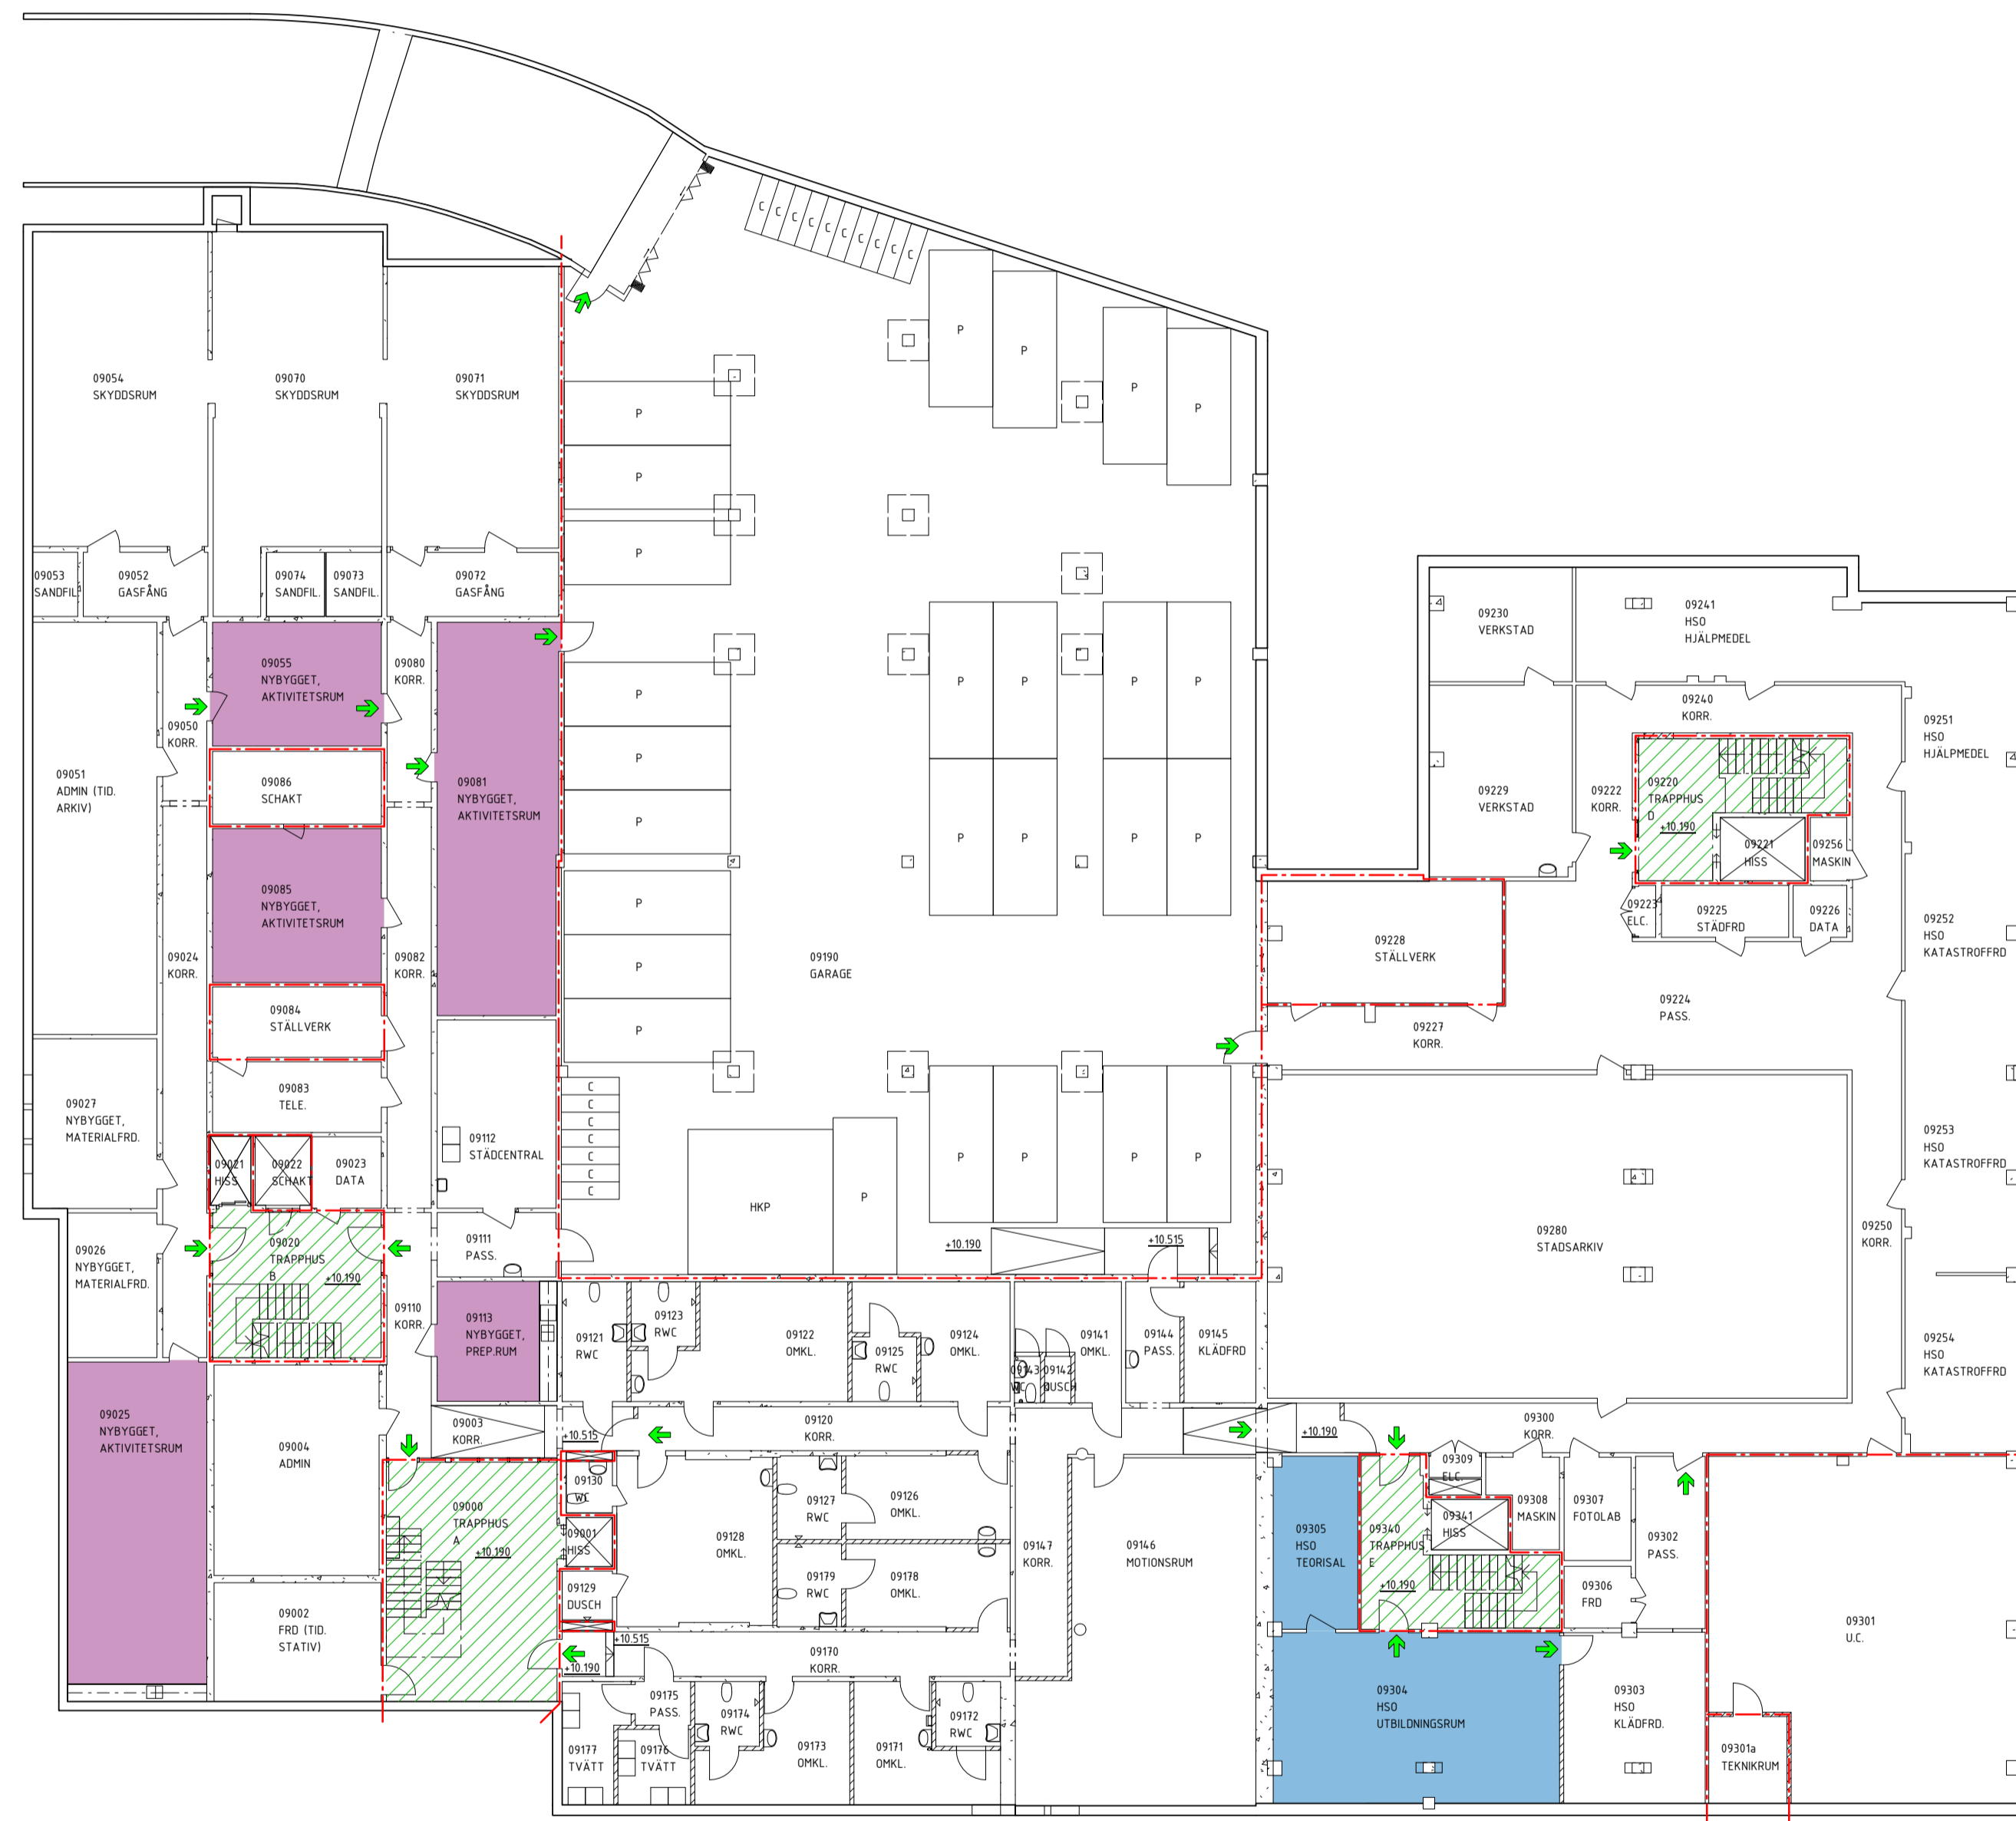 C
C
C
C
C
C
C
C
C
C
P
P
P
P
09054
SKYDDSRUM
09070
SKYDDSRUM
09071
SKYDDSRUM
P
P
P
09053
SANDFIL.
09052
GASFÅNG
09074
SANDFIL.
09073
SANDFIL.
09072
GASFÅNG
09230
VERKSTAD
09241
HSO
HJÄLPMEDEL
09055
NYBYGGET,
AKTIVITETSRUM
09080
KORR.
09050
KORR.
09051
ADMIN (TID.
ARKIV)
09086
SCHAKT
09081
NYBYGGET,
AKTIVITETSRUM
P
P
P
P
P
P
P
P
P
P
P
09240
KORR.
09251
HSO
HJÄLPMEDEL
09229
VERKSTAD
09222
KORR.
09220
TRAPPHUS
D
+10.190
09221
HISS
09256
MASKIN
09085
NYBYGGET,
AKTIVITETSRUM
P
P
P
09223
ELC.
09225
STÄDFRD
09226
DATA
09252
HSO
KATASTROFFRD
09024
KORR.
09082
KORR.
09190
GARAGE
09228
STÄLLVERK
09084
STÄLLVERK
09224
PASS.
09227
KORR.
09083
TELE.
09027
NYBYGGET,
MATERIALFRD.
C
C
C
C
C
C
C
09112
STÄDCENTRAL
09021
HISS
09022
SCHAKT
09023
DATA
P
P
P
P
HKP
P
09253
HSO
KATASTROFFRD
09026
NYBYGGET,
MATERIALFRD.
09020
TRAPPHUS
B
+10.190
09111
PASS.
+10.190
+10.515
09280
STADSARKIV
09250
KORR.
09110
KORR.
09113
NYBYGGET,
PREP.RUM
09121
RWC
09123
RWC
09122
OMKL.
09125
RWC
09124
OMKL.
09143
WC
09142
DUSCH
09141
OMKL.
09144
PASS.
09145
KLÄDFRD
09254
HSO
KATASTROFFRD
09025
NYBYGGET,
AKTIVITETSRUM
09004
ADMIN
09003
KORR.
+10.515
09120
KORR.
+10.190
09300
KORR.
09000
TRAPPHUS
A
+10.190
09130
WC
09001
HISS
09129
DUSCH
09128
OMKL.
09127
RWC
09126
OMKL.
09179
RWC
09178
OMKL.
09147
KORR.
09146
MOTIONSRUM
09305
HSO
TEORISAL
09340
TRAPPHUS
E
+10.190
09309
ELC.
09341
HISS
09308
MASKIN
09307
FOTOLAB
09302
PASS.
09306
FRD
09002
FRD (TID.
STATIV)
+10.515
+10.190
09170
KORR.
09301
U.C.
09175
PASS.
09174
RWC
09173
OMKL.
09171
OMKL.
09172
RWC
09177
TVÄTT
09176
TVÄTT
09304
HSO
UTBILDNINGSRUM
09303
HSO
KLÄDFRD.
09301a
TEKNIKRUM